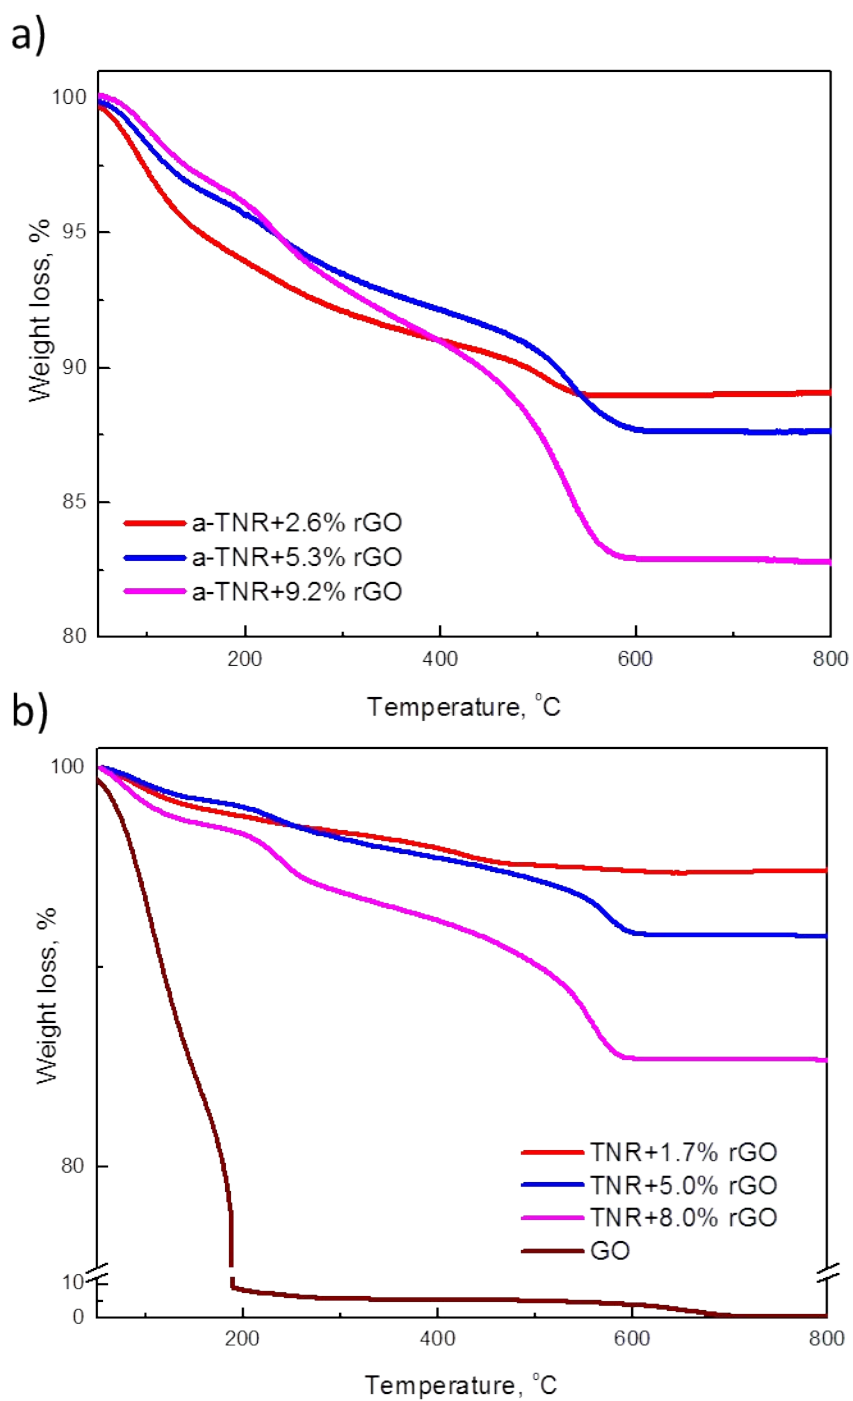 a)
100
95
90
85
80
Weight loss, %
a-TNR+2.6% rGO
a-TNR+5.3% rGO
a-TNR+9.2% rGO
200 400 600 800
Temperature, °C
b)
100
80
10
0
Weight loss, %
TNR+1.7% rGO
TNR+5.0% rGO
TNR+8.0% rGO
GO
200 400 600 800
Temperature, °C